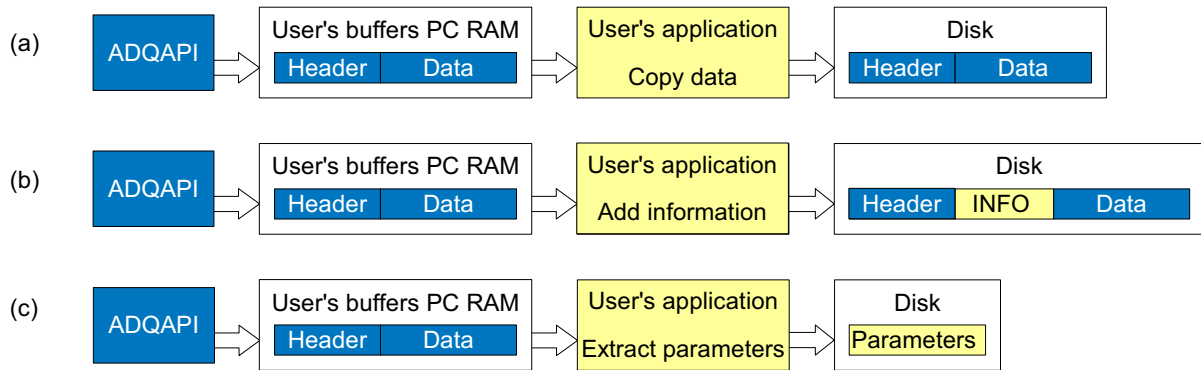 (a)
ADQAPI
User's buffers PC RAM
Header Data
User's application
Copy data
Disk
Header Data
(b)
ADQAPI
User's buffers PC RAM
Header Data
User's application
Add information
Disk
Header INFO Data
(c)
ADQAPI
User's buffers PC RAM
Header Data
User's application
Extract parameters
Disk
Parameters